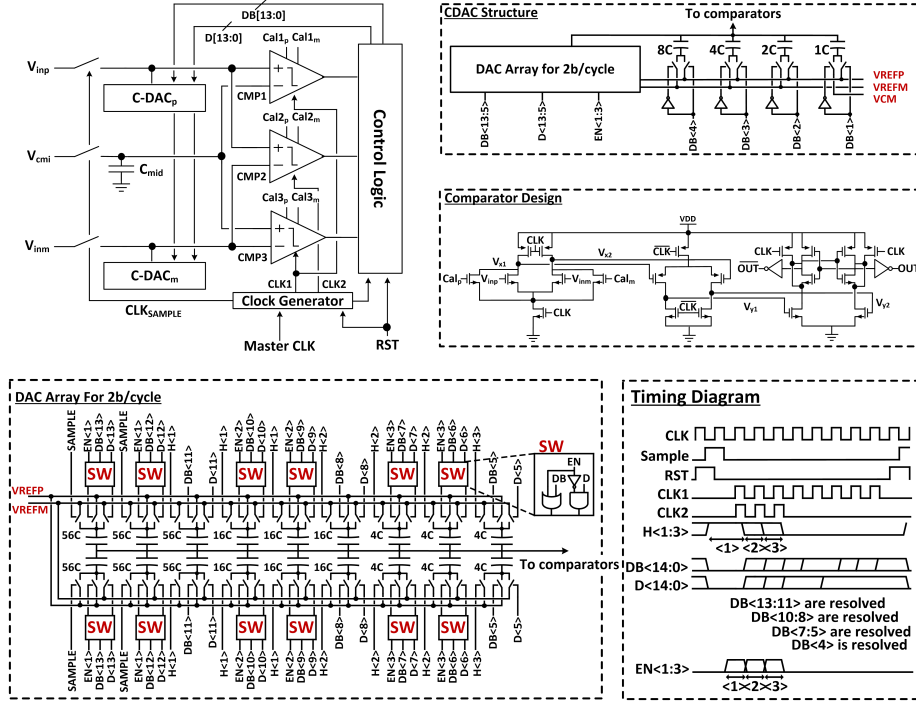 DB[13:0]
D[13:0]
Cal1p Cal1m
Vinp
C-DACp
CMP1
Cal2p Cal2m
Vcmi
Cmid
CMP2
Cal3p Cal3m
Vinm
C-DACm
CMP3
Control Logic
CLK1 CLK2
CLKSAMPLE
Clock Generator
Master CLK
RST
CDAC Structure
To comparators
8C 4C 2C 1C
DAC Array for 2b/cycle
VREFP
VREFM
VCM
DB<13:5> D<13:5> EN<1:3> DB<4> DB<3> DB<2> DB<1>
Comparator Design
VDD
CLK CLK CLK CLK
Vx1 Vx2
OUT OUT
Calp Vinp Vinm Calm
CLK CLK Vy1 Vy2
DAC Array For 2b/cycle
SAMPLE EN<1> DB<13> D<13> SAMPLE EN<1> DB<12> D<12> H<1> DB<11> D<11> EN<2> DB<10> D<10> H<1> EN<2> DB<9> D<9> H<2> DB<8> D<8> H<2> EN<3> DB<7> D<7> H<2> EN<3> DB<6> D<6> H<3> DB<5> D<5>
SW SW SW SW SW SW
SW
EN
DB D
VREFP
VREFM
56C 56C 56C 16C 16C 16C 4C 4C 4C
To comparators
56C 56C 56C 16C 16C 16C 4C 4C 4C
SW SW SW SW SW SW
SAMPLE EN<1> DB<13> D<13> SAMPLE EN<1> DB<12> D<12> H<1> DB<11> D<11> EN<2> DB<10> D<10> H<1> EN<2> DB<9> D<9> H<2> DB<8> D<8> H<2> EN<3> DB<7> D<7> H<2> EN<3> DB<6> D<6> H<3> DB<5> D<5>
Timing Diagram
CLK
Sample
RST
CLK1
CLK2
H<1:3>
<1> <2><3>
DB<14:0>
D<14:0>
DB<13:11> are resolved
DB<10:8> are resolved
DB<7:5> are resolved
DB<4> is resolved
EN<1:3>
<1><2><3>